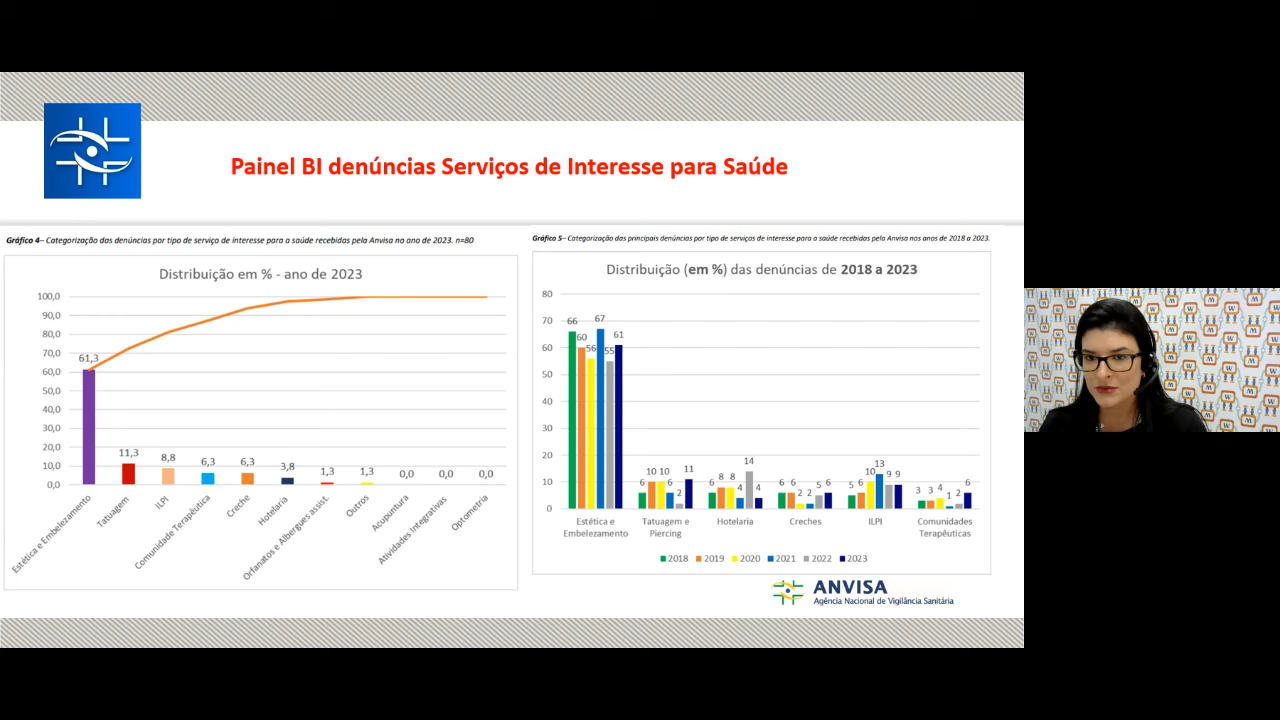 Painel BI denúncias Serviços de Interesse para Saúde
Gráfico 4– Categorização das denúncias por tipo de serviço de interesse para a saúde recebidas pela Anvisa no ano de 2023. n=80
Distribuição em % - ano de 2023
100,0
90,0
80,0
70,0
60,0
50,0
40,0
30,0
20,0
10,0
0,0
61,3
11,3
8,8
6,3
6,3
3,8
1,3
1,3
0,0
0,0
0,0
Estética e Embelezamento
Tatuagem
ILPI
Comunidade Terapêutica
Creche
Hotelaria
Orfanatos e Albergues assist.
Outros
Acupuntura
Atividades Integrativas
Optometria
Gráfico 5– Categorização das principais denúncias por tipo de serviços de interesse para a saúde recebidas pela Anvisa nos anos de 2018 a 2023.
Distribuição (em %) das denúncias de 2018 a 2023
80
70
60
50
40
30
20
10
0
66 60 56 67 55 61
6 10 10 6 2 11
6 8 8 4 14 4
6 6 2 2 5 6
5 6 10 13 9 9
3 3 4 1 2 6
Estética e Embelezamento
Tatuagem e Piercing
Hotelaria
Creches
ILPI
Comunidades Terapêuticas
2018 2019 2020 2021 2022 2023
ANVISA
Agência Nacional de Vigilância Sanitária